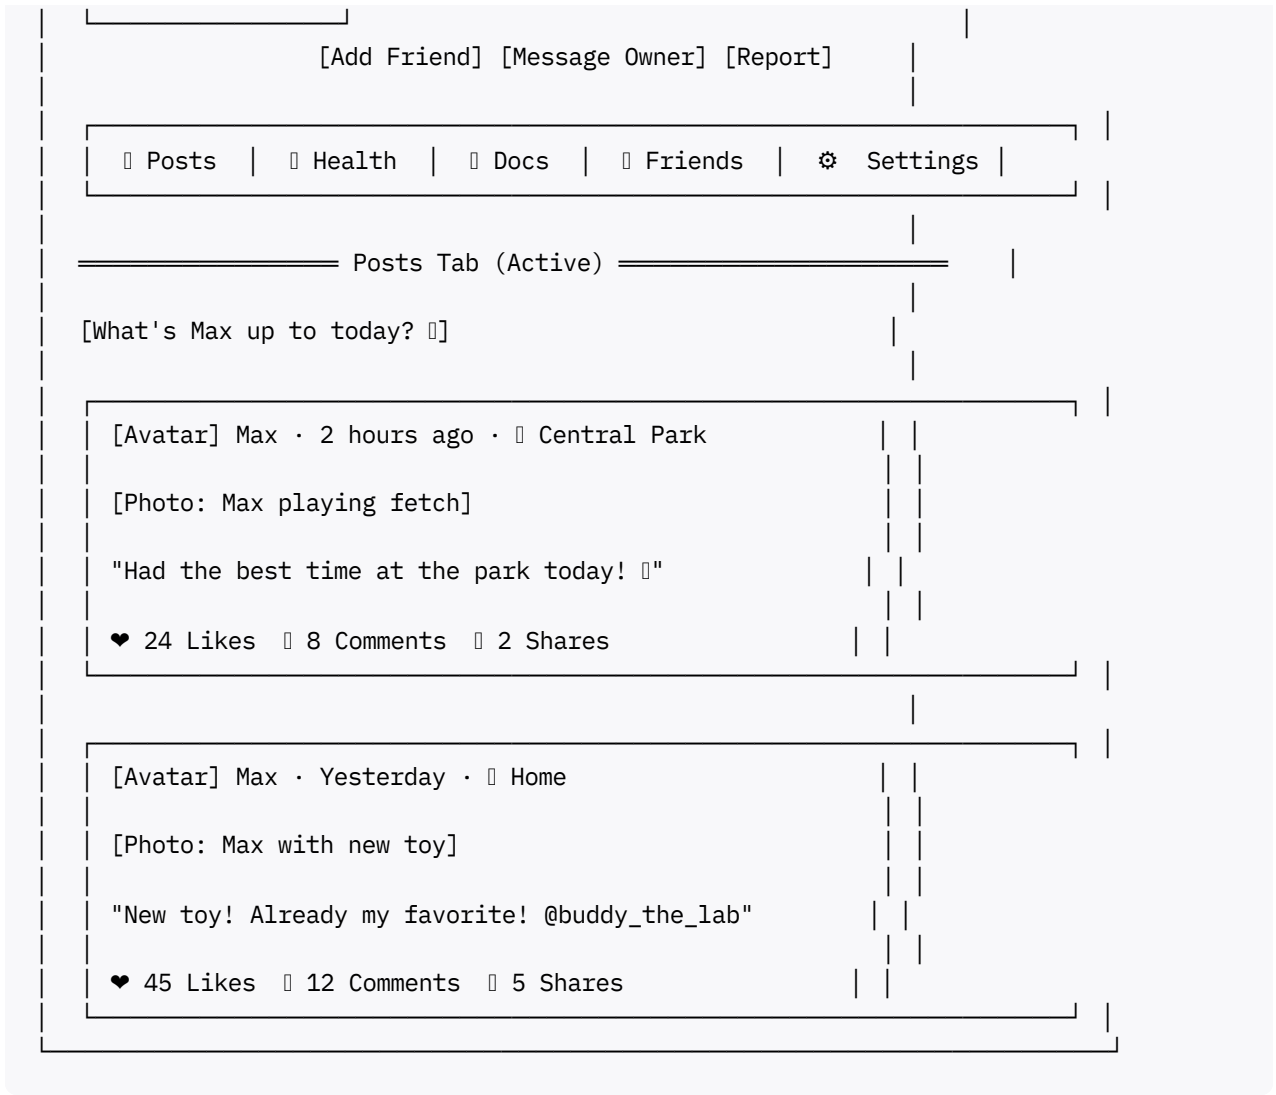 [Add Friend] [Message Owner] [Report]
▯ Posts │ ▯ Health │ ▯ Docs │ ▯ Friends │ ⚙ Settings
═══════════════════ Posts Tab (Active) ════════════════════════
[What's Max up to today? ▯]
[Avatar] Max · 2 hours ago · ▯ Central Park
[Photo: Max playing fetch]
"Had the best time at the park today! ▯"
❤ 24 Likes ▯ 8 Comments ▯ 2 Shares
[Avatar] Max · Yesterday · ▯ Home
[Photo: Max with new toy]
"New toy! Already my favorite! @buddy_the_lab"
❤ 45 Likes ▯ 12 Comments ▯ 5 Shares